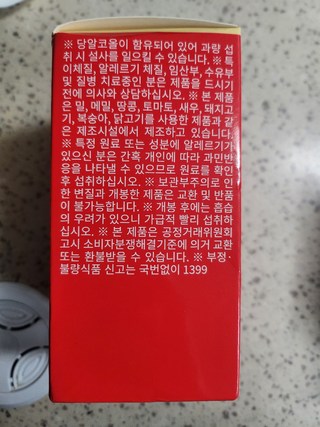 ※ 당알코올이 함유되어 있어 과량 섭
취 시 설사를 일으킬 수 있습니다. ※ 특
이체질, 알레르기 체질, 임산부, 수유부
및 질병 치료중인 분은 제품을 드시기
전에 의사와 상담하십시오. ※ 본 제품
은 밀, 메밀, 땅콩, 토마토, 새우, 돼지고
기, 복숭아, 닭고기를 사용한 제품과 같
은 제조시설에서 제조하고 있습니다.
※ 특정 원료 또는 성분에 알레르기가
있으신 분은 간혹 개인에 따라 과민반
응을 나타낼 수 있으므로 원료를 확인
후 섭취하십시오. ※ 보관부주의로 인
한 변질과 개봉한 제품은 교환 및 반품
이 불가능합니다. ※ 개봉 후에는 흡습
의 우려가 있으니 가급적 빨리 섭취하
십시오. ※ 본 제품은 공정거래위원회
고시 소비자분쟁해결기준에 의거 교환
또는 환불받을 수 있습니다. ※ 부정·
불량식품 신고는 국번없이 1399